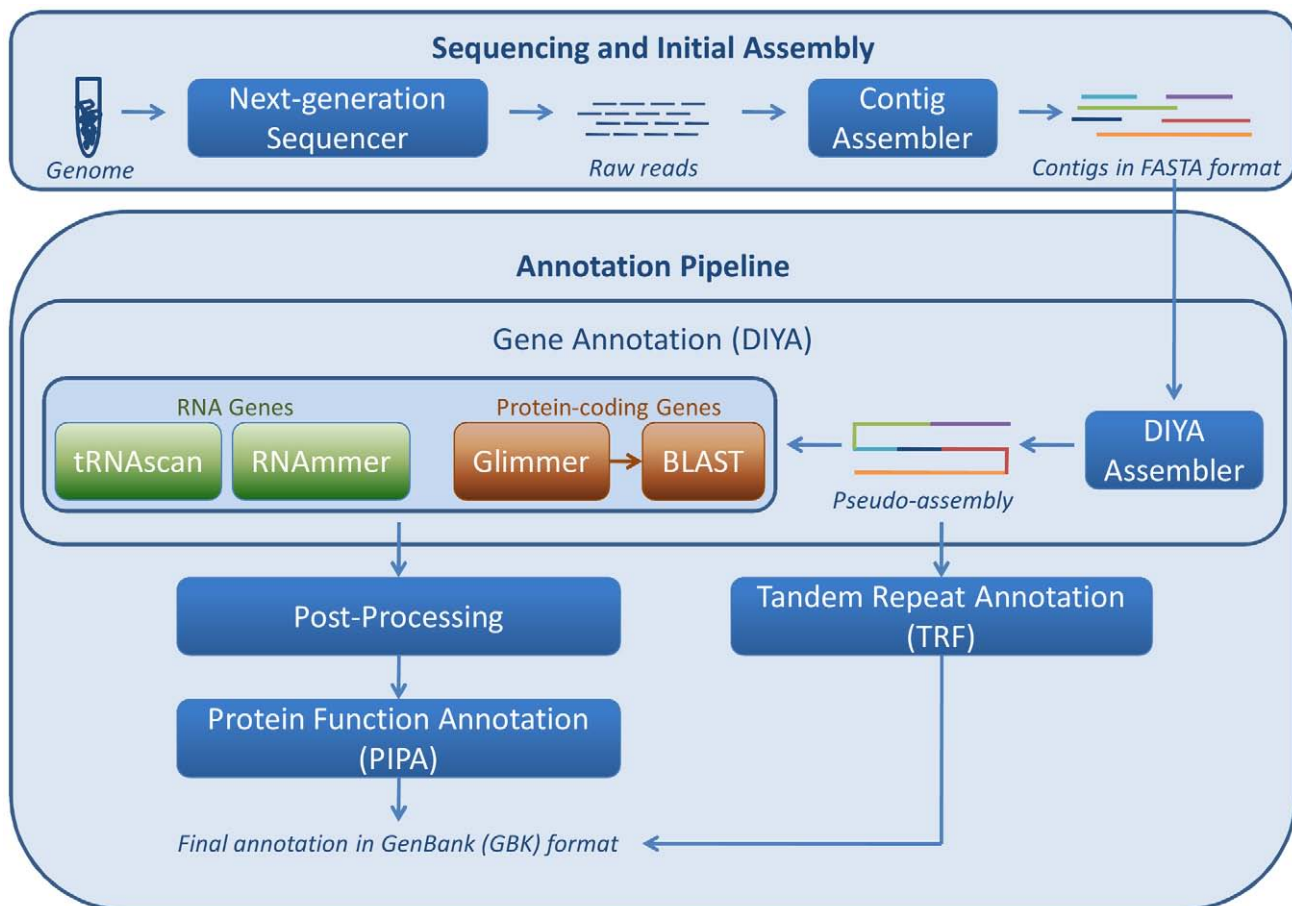 Sequencing and Initial Assembly
Next-generation
Sequencer
Contig
Assembler
Genome
Raw reads
Contigs in FASTA format
Annotation Pipeline
Gene Annotation (DIYA)
RNA Genes
Protein-coding Genes
tRNAscan
RNAmmer
Glimmer
BLAST
DIYA
Assembler
Pseudo-assembly
Post-Processing
Tandem Repeat Annotation
(TRF)
Protein Function Annotation
(PIPA)
Final annotation in GenBank (GBK) format